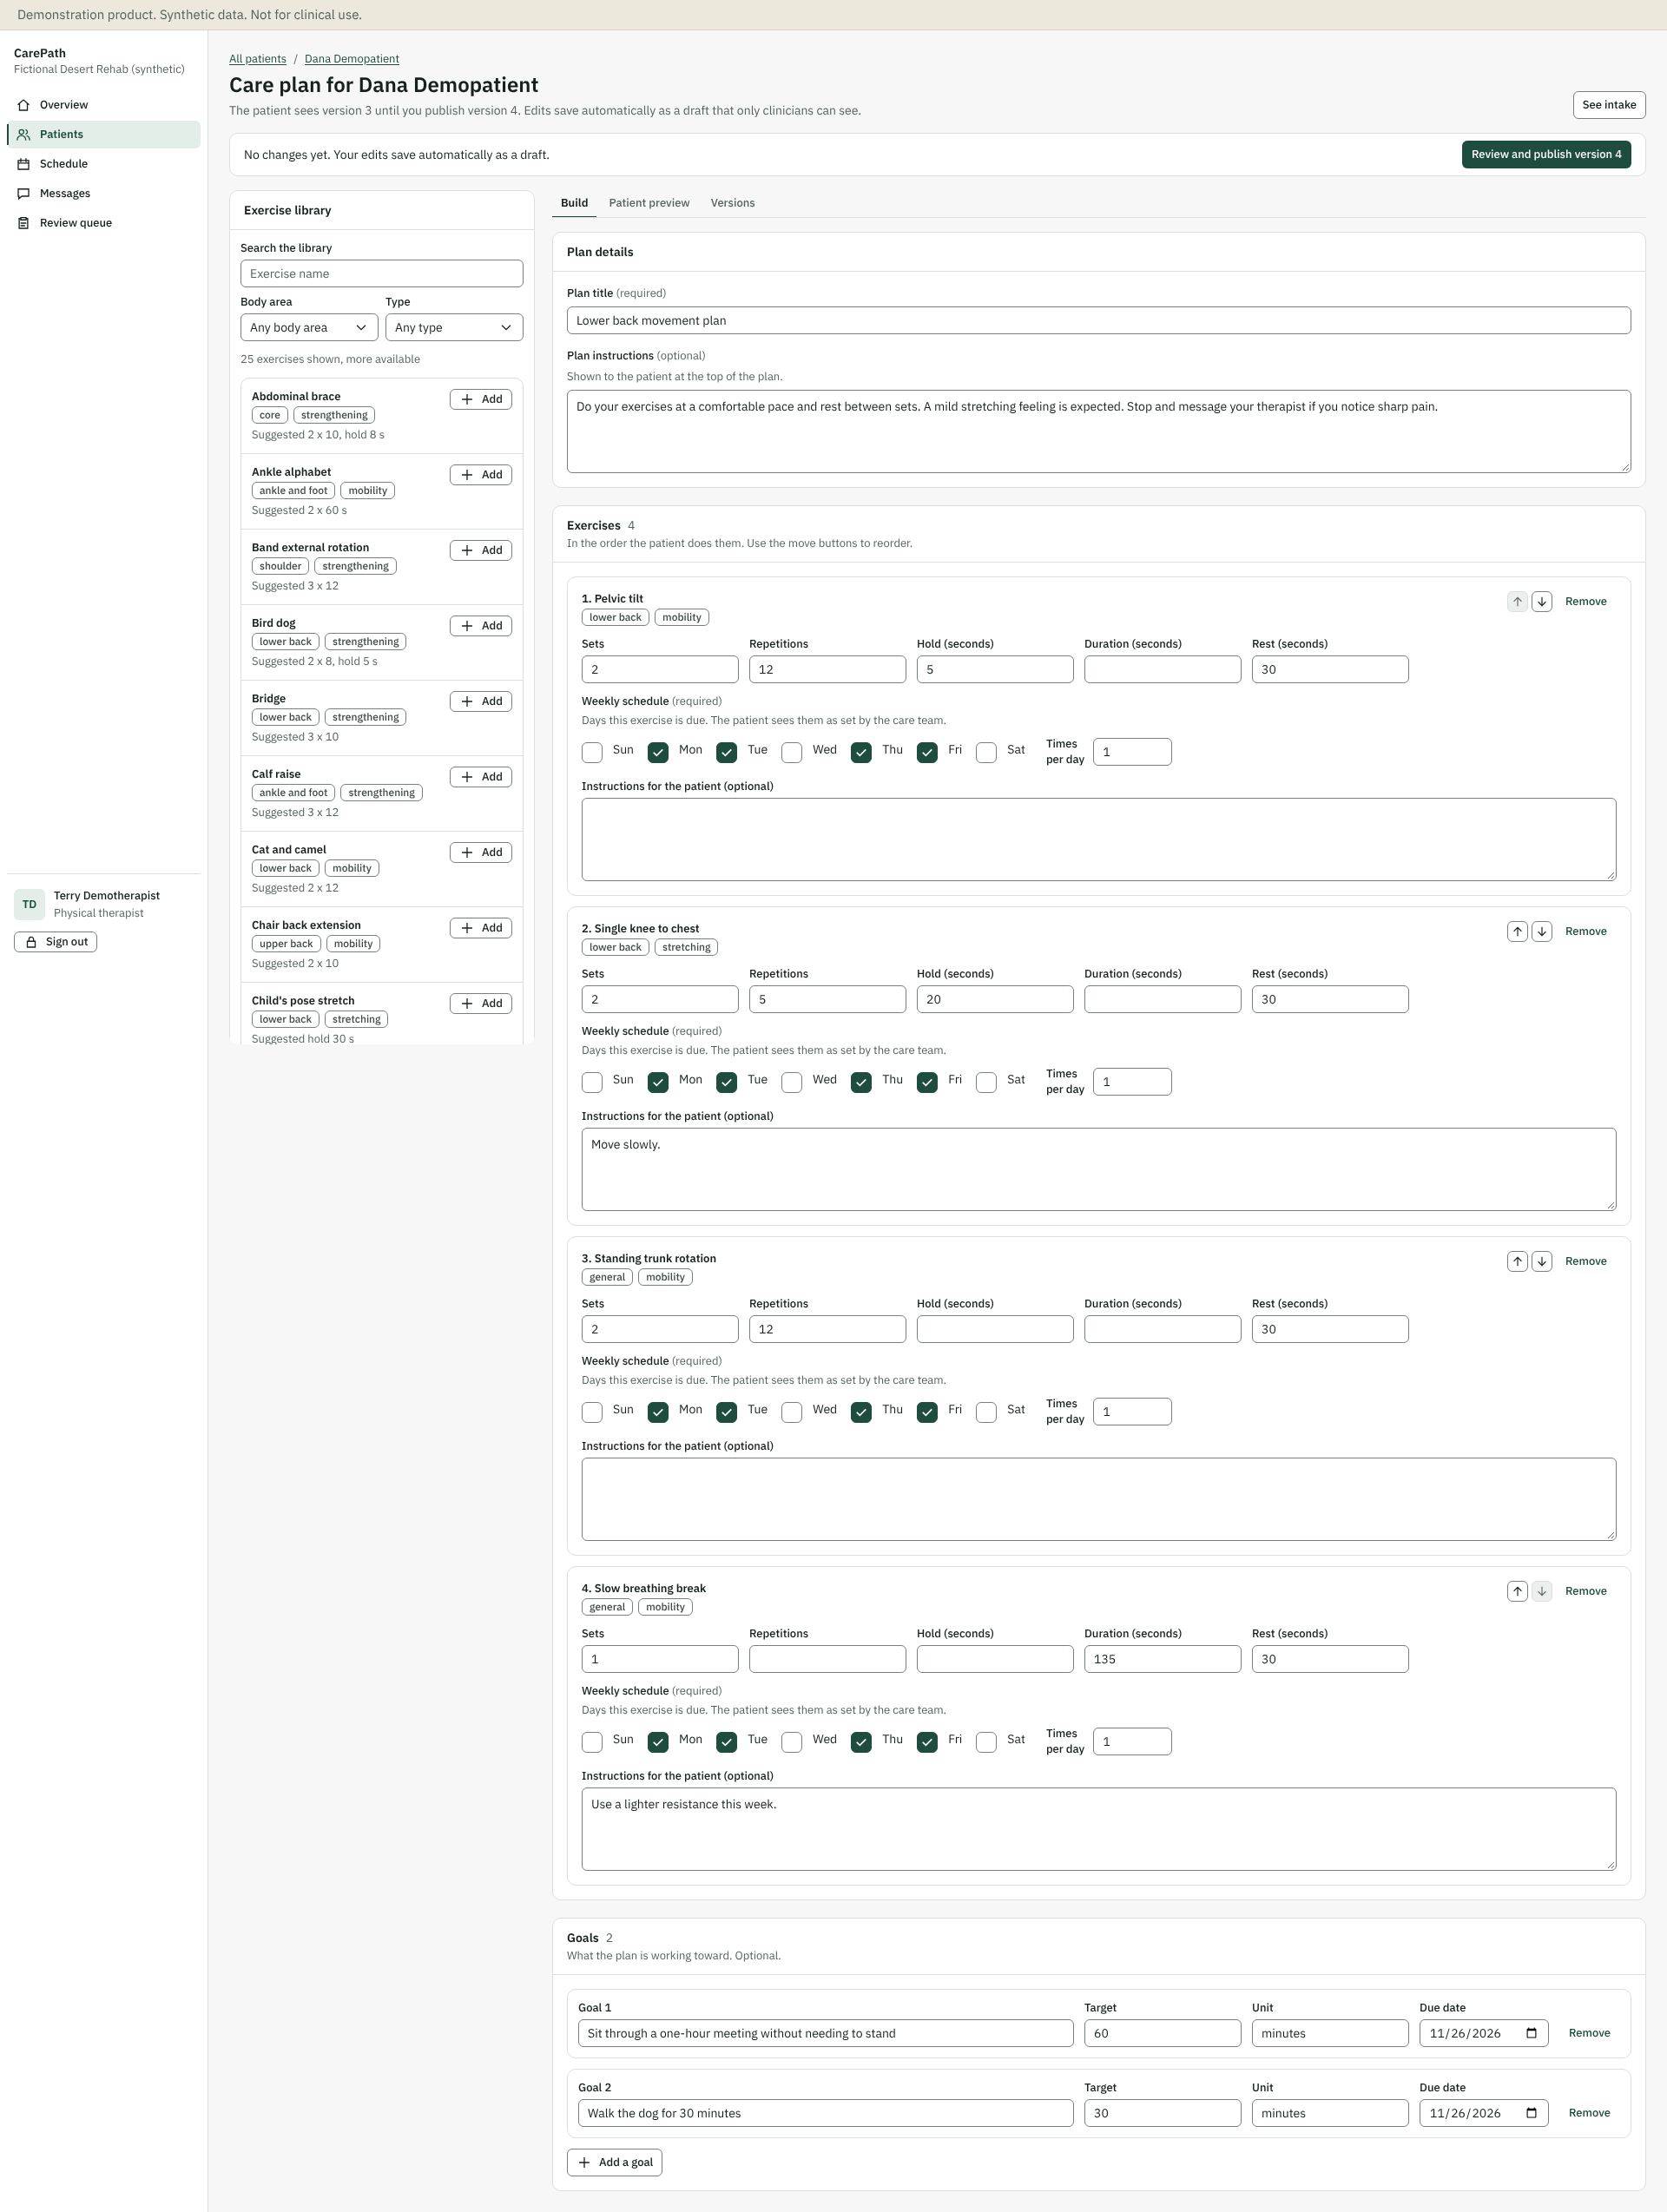 Demonstration product. Synthetic data. Not for clinical use.
CarePath
Fictional Desert Rehab (synthetic)
Overview
Patients
Schedule
Messages
Review queue
Terry Demotherapist
TD
Physical therapist
Sign out
All patients / Dana Demopatient
Care plan for Dana Demopatient
The patient sees version 3 until you publish version 4. Edits save automatically as a draft that only clinicians can see.
See intake
No changes yet. Your edits save automatically as a draft.
Review and publish version 4
Exercise library
Search the library
Exercise name
Body area Type
Any body area Any type
25 exercises shown, more available
Abdominal brace Add
core strengthening
Suggested 2 x 10, hold 8 s
Ankle alphabet Add
ankle and foot mobility
Suggested 2 x 60 s
Band external rotation Add
shoulder strengthening
Suggested 3 x 12
Bird dog Add
lower back strengthening
Suggested 2 x 8, hold 5 s
Bridge Add
lower back strengthening
Suggested 3 x 10
Calf raise Add
ankle and foot strengthening
Suggested 3 x 12
Cat and camel Add
lower back mobility
Suggested 2 x 12
Chair back extension Add
upper back mobility
Suggested 2 x 10
Child's pose stretch Add
lower back stretching
Suggested hold 30 s
Build Patient preview Versions
Plan details
Plan title (required)
Lower back movement plan
Plan instructions (optional)
Shown to the patient at the top of the plan.
Do your exercises at a comfortable pace and rest between sets. A mild stretching feeling is expected. Stop and message your therapist if you notice sharp pain.
Exercises 4
In the order the patient does them. Use the move buttons to reorder.
1. Pelvic tilt Remove
lower back mobility
Sets Repetitions Hold (seconds) Duration (seconds) Rest (seconds)
2 12 5 30
Weekly schedule (required)
Days this exercise is due. The patient sees them as set by the care team.
Sun Mon Tue Wed Thu Fri Sat Times per day 1
Instructions for the patient (optional)
2. Single knee to chest Remove
lower back stretching
Sets Repetitions Hold (seconds) Duration (seconds) Rest (seconds)
2 5 20 30
Weekly schedule (required)
Days this exercise is due. The patient sees them as set by the care team.
Sun Mon Tue Wed Thu Fri Sat Times per day 1
Instructions for the patient (optional)
Move slowly.
3. Standing trunk rotation Remove
general mobility
Sets Repetitions Hold (seconds) Duration (seconds) Rest (seconds)
2 12 30
Weekly schedule (required)
Days this exercise is due. The patient sees them as set by the care team.
Sun Mon Tue Wed Thu Fri Sat Times per day 1
Instructions for the patient (optional)
4. Slow breathing break Remove
general mobility
Sets Repetitions Hold (seconds) Duration (seconds) Rest (seconds)
1 135 30
Weekly schedule (required)
Days this exercise is due. The patient sees them as set by the care team.
Sun Mon Tue Wed Thu Fri Sat Times per day 1
Instructions for the patient (optional)
Use a lighter resistance this week.
Goals 2
What the plan is working toward. Optional.
Goal 1 Target Unit Due date
Sit through a one-hour meeting without needing to stand 60 minutes 11/26/2026 Remove
Goal 2 Target Unit Due date
Walk the dog for 30 minutes 30 minutes 11/26/2026 Remove
Add a goal